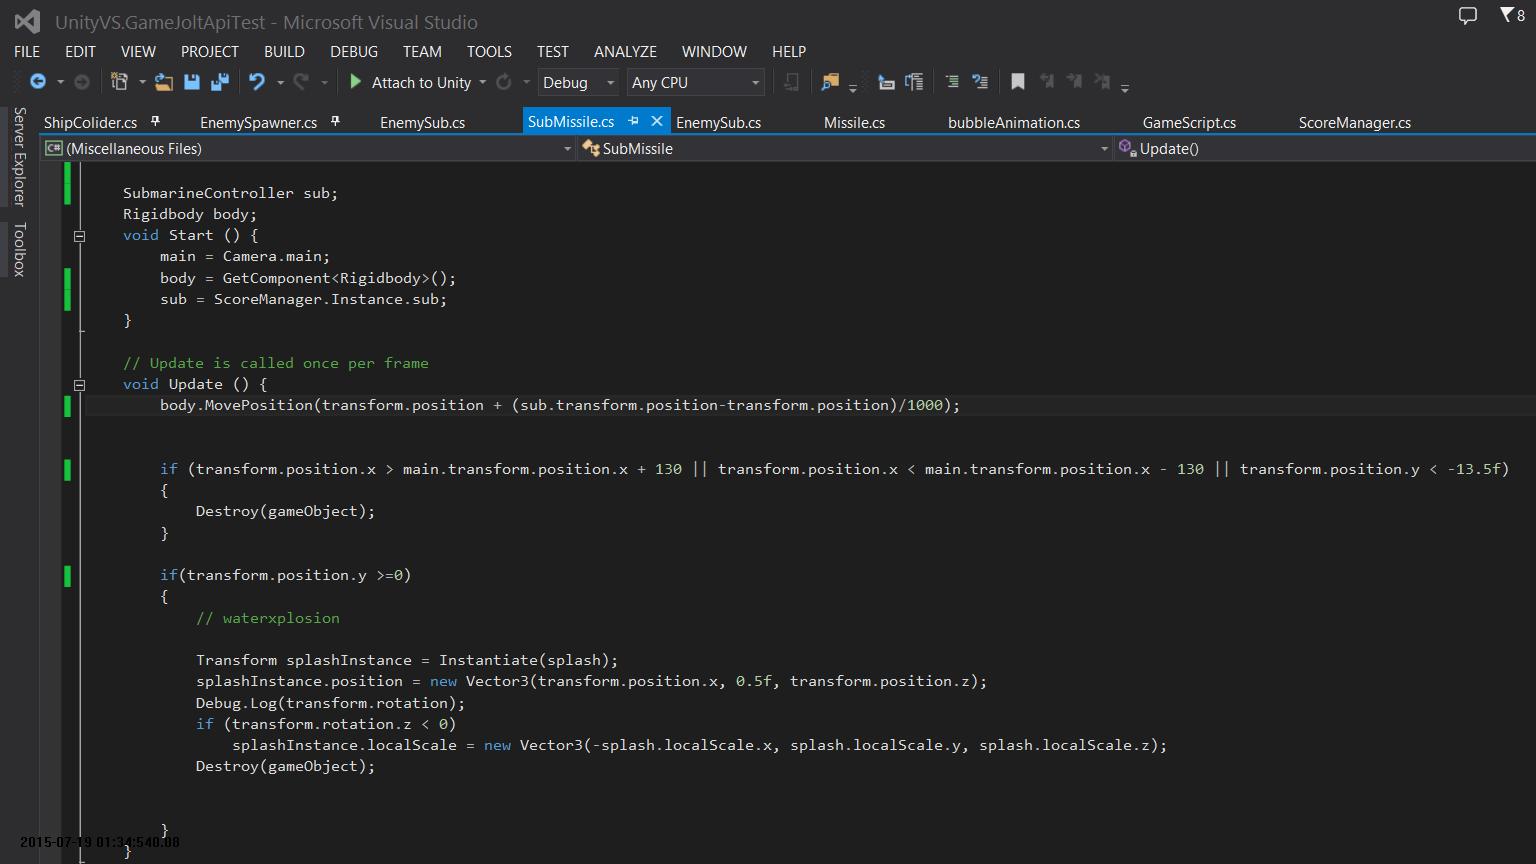 UnityVS.GameJoltApiTest - Microsoft Visual Studio
8
FILE EDIT VIEW PROJECT BUILD DEBUG TEAM TOOLS TEST ANALYZE WINDOW HELP
Attach to Unity Debug Any CPU
Server Explorer
Toolbox
ShipColider.cs EnemySpawner.cs EnemySub.cs SubMissile.cs EnemySub.cs Missile.cs bubbleAnimation.cs GameScript.cs ScoreManager.cs
C# (Miscellaneous Files) SubMissile Update()
SubmarineController sub;
Rigidbody body;
void Start () {
main = Camera.main;
body = GetComponent<Rigidbody>();
sub = ScoreManager.Instance.sub;
}
// Update is called once per frame
void Update () {
body.MovePosition(transform.position + (sub.transform.position-transform.position)/1000);
if (transform.position.x > main.transform.position.x + 130 || transform.position.x < main.transform.position.x - 130 || transform.position.y < -13.5f)
{
Destroy(gameObject);
}
if(transform.position.y >=0)
{
// waterxplosion
Transform splashInstance = Instantiate(splash);
splashInstance.position = new Vector3(transform.position.x, 0.5f, transform.position.z);
Debug.Log(transform.rotation);
if (transform.rotation.z < 0)
splashInstance.localScale = new Vector3(-splash.localScale.x, splash.localScale.y, splash.localScale.z);
Destroy(gameObject);
}
2015-07-19
}